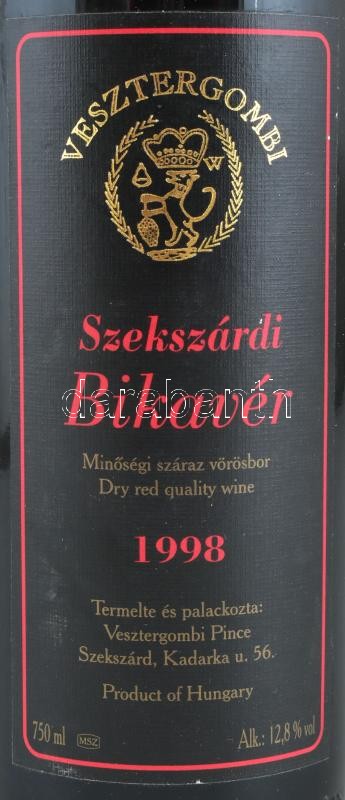 VESZTERGOMBI
W
Szekszárdi
Bikavér
darabanth
Minőségi száraz vörösbor
Dry red quality wine
1998
Termelte és palackozta:
Vesztergombi Pince
Szekszárd, Kadarka u. 56.
Product of Hungary
750 ml MSZ Alk.: 12,8 % vol